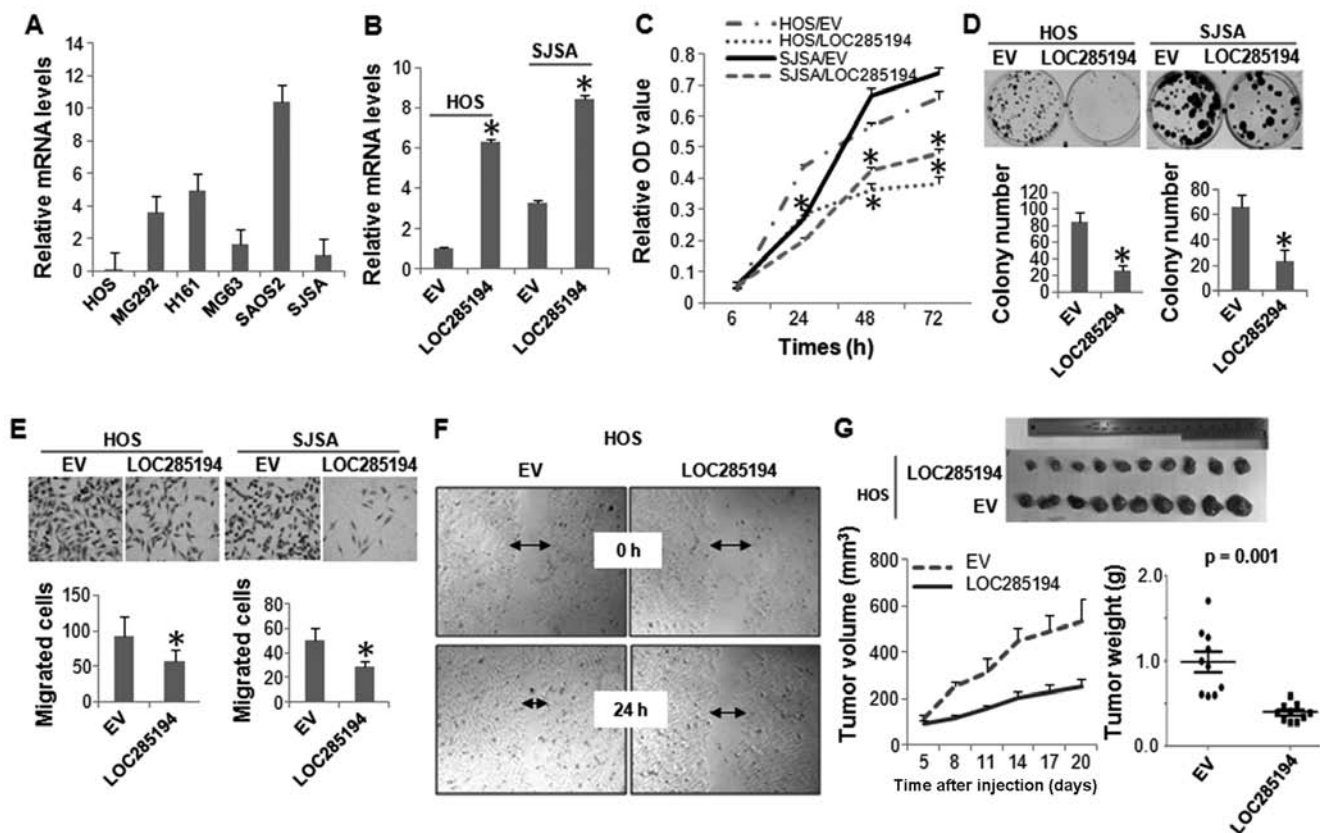 A
Relative mRNA levels
14
12
10
8
6
4
2
0
HOS
MG292
H161
MG63
SAOS2
SJSA
B
Relative mRNA levels
10
8
6
4
2
0
HOS
SJSA
*
*
EV
LOC285194
EV
LOC285194
C
HOS/EV
HOS/LOC285194
SJSA/EV
SJSA/LOC285194
Relative OD value
0.8
0.7
0.6
0.5
0.4
0.3
0.2
0.1
0
*
*
*
*
*
6
24
48
72
Times (h)
D
HOS
EV LOC285194
SJSA
EV LOC285194
Colony number
120
100
80
60
40
20
0
*
EV
LOC285294
Colony number
80
60
40
20
0
*
EV
LOC285294
E
HOS
EV LOC285194
SJSA
EV LOC285194
Migrated cells
150
100
50
0
*
EV
LOC285194
Migrated cells
80
60
40
20
0
*
EV
LOC285194
F
HOS
EV
LOC285194
0 h
24 h
G
HOS
LOC285194
EV
Tumor volume (mm³)
800
600
400
200
0
EV
LOC285194
5
8
11
14
17
20
Time after injection (days)
p = 0.001
Tumor weight (g)
2.0
1.0
0.0
EV
LOC285194